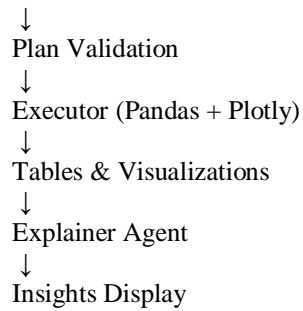 ↓
Plan Validation
↓
Executor (Pandas + Plotly)
↓
Tables & Visualizations
↓
Explainer Agent
↓
Insights Display